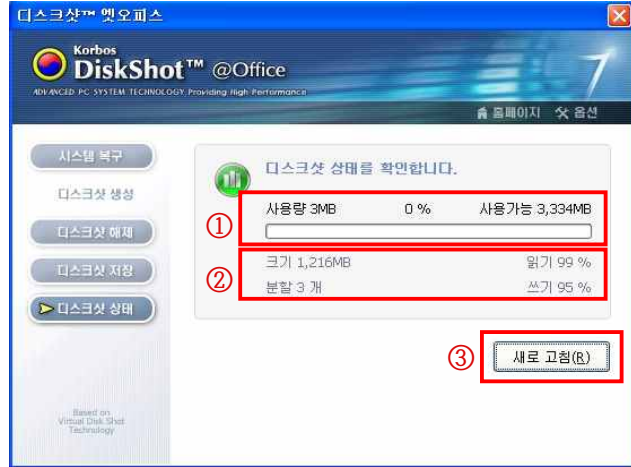 디스크샷™ 엣오피스
Korbos
DiskShot™ @Office
ADVANCED PC SYSTEM TECHNOLOGY, Providing High Performance
7
홈페이지 옵션
시스템 복구
디스크샷 생성
디스크샷 해제
디스크샷 저장
디스크샷 상태
디스크샷 상태를 확인합니다.
① 사용량 3MB 0 % 사용가능 3,334MB
② 크기 1,216MB 읽기 99 %
분할 3 개 쓰기 95 %
③ 새로 고침(R)
Based on
Virtual Disk Shot
Technology